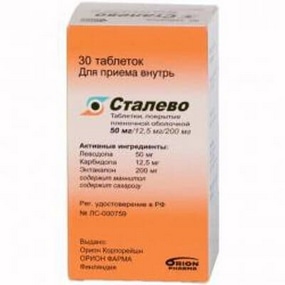 30 таблеток
Для приема внутрь
Сталево
Таблетки, покрытые
пленочной оболочкой
50 мг/12,5 мг/200 мг
Активные ингредиенты:
Леводопа 50 мг
Карбидопа 12,5 мг
Энтакапон 200 мг
содержит маннитол
содержит сахарозу
Рег. удостоверение в РФ
№ ЛС-000759
Выдано:
Орион Корпорейшн
ОРИОН ФАРМА
Финляндия
ORION
PHARMA